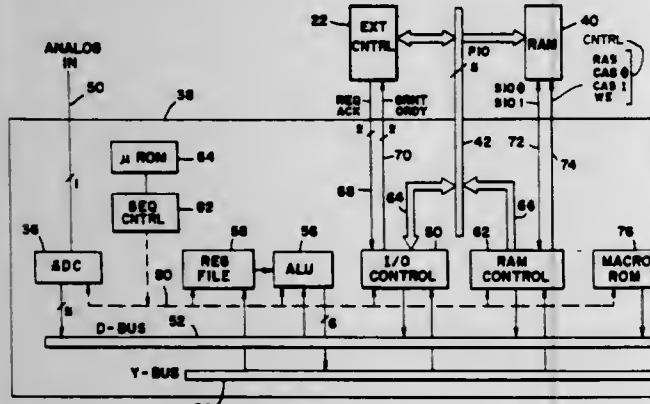 22
EXT
CNTRL
40
RAM
CNTRL
RAS
CAS 0
CAS 1
WE
PIO
8
ANALOG
IN
50
38
REQ
ACK
GRNT
ORDY
SIO 0
SIO 1
2
2
μ ROM
64
70
42
72
74
SEQ
CNTRL
62
68
64
66
36
ADC
58
REG
FILE
56
ALU
60
I/O
CONTROL
62
RAM
CONTROL
76
MACRO
ROM
80
5
6
52
D-BUS
Y-BUS